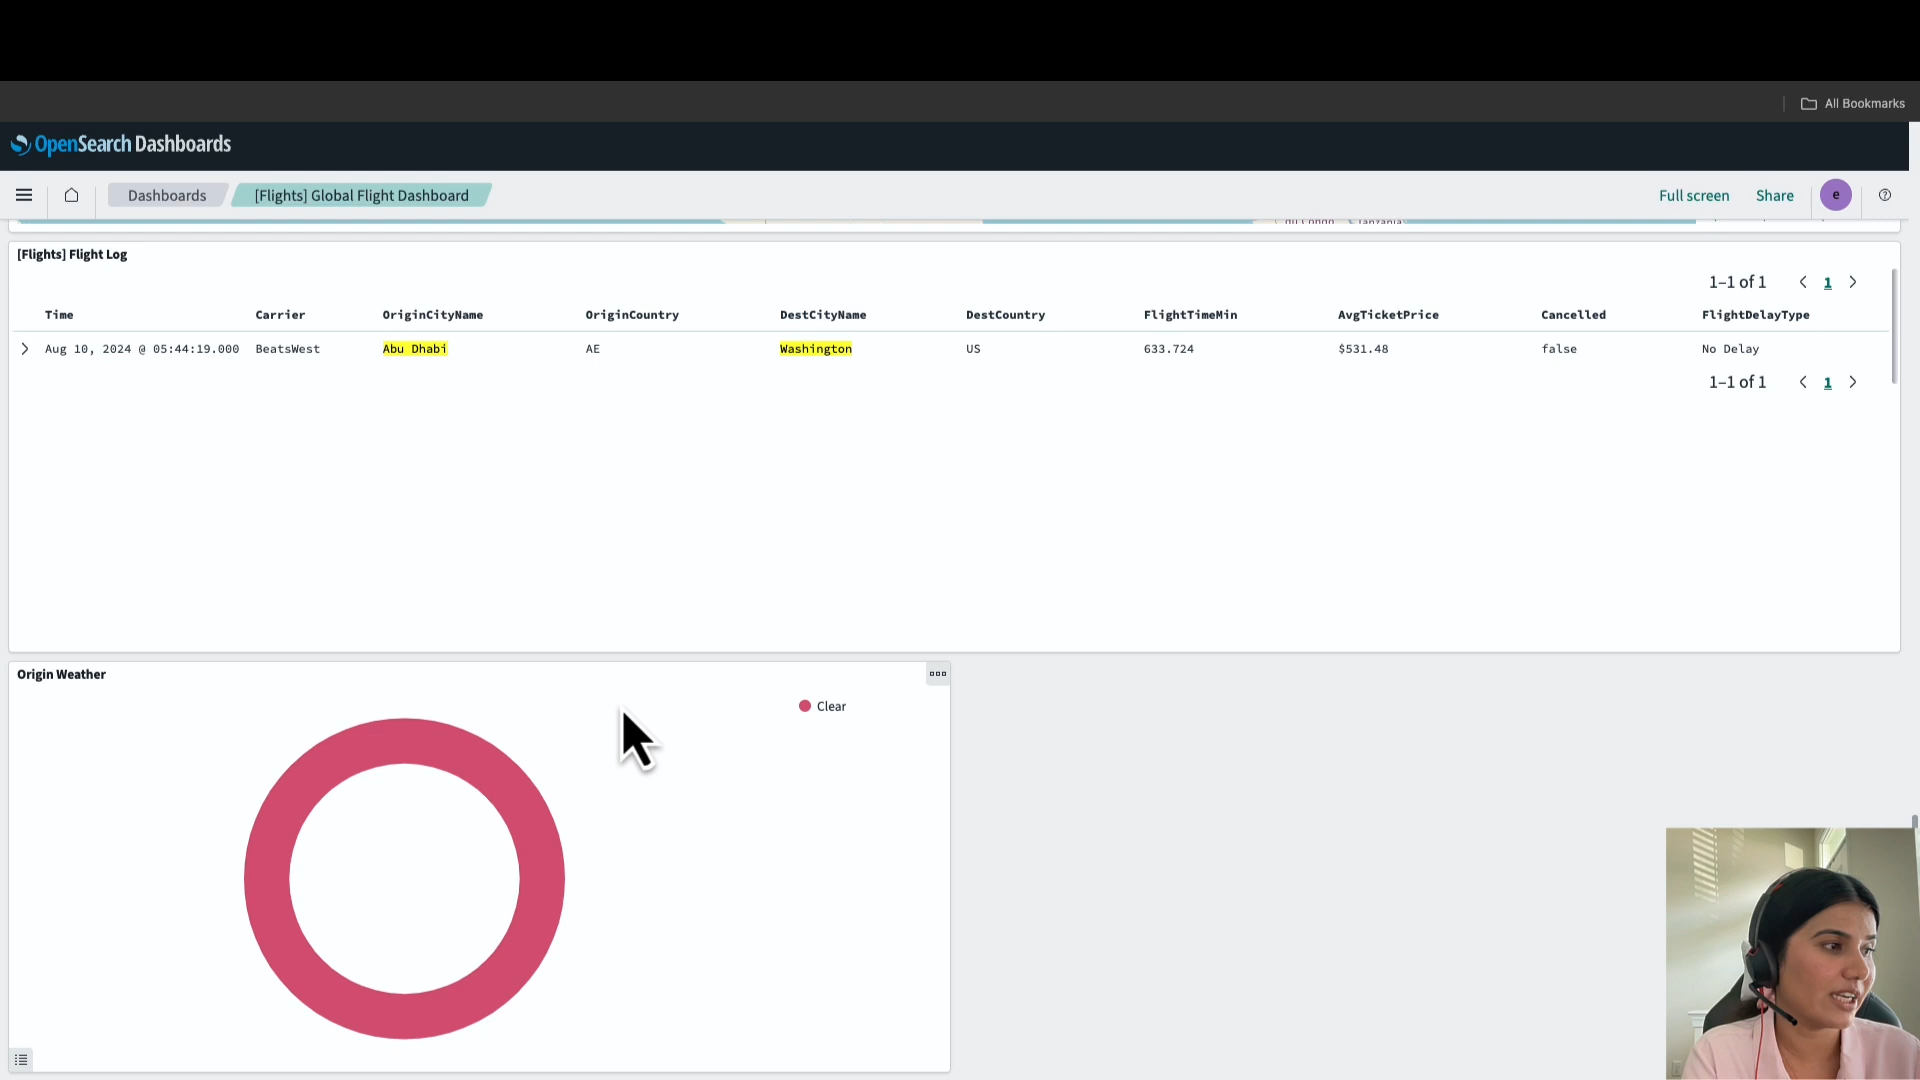 All Bookmarks
OpenSearch Dashboards
Dashboards [Flights] Global Flight Dashboard Full screen Share e
[Flights] Flight Log
1–1 of 1 1
Time Carrier OriginCityName OriginCountry DestCityName DestCountry FlightTimeMin AvgTicketPrice Cancelled FlightDelayType
Aug 10, 2024 @ 05:44:19.000 BeatsWest Abu Dhabi AE Washington US 633.724 $531.48 false No Delay
1–1 of 1 1
Origin Weather
Clear